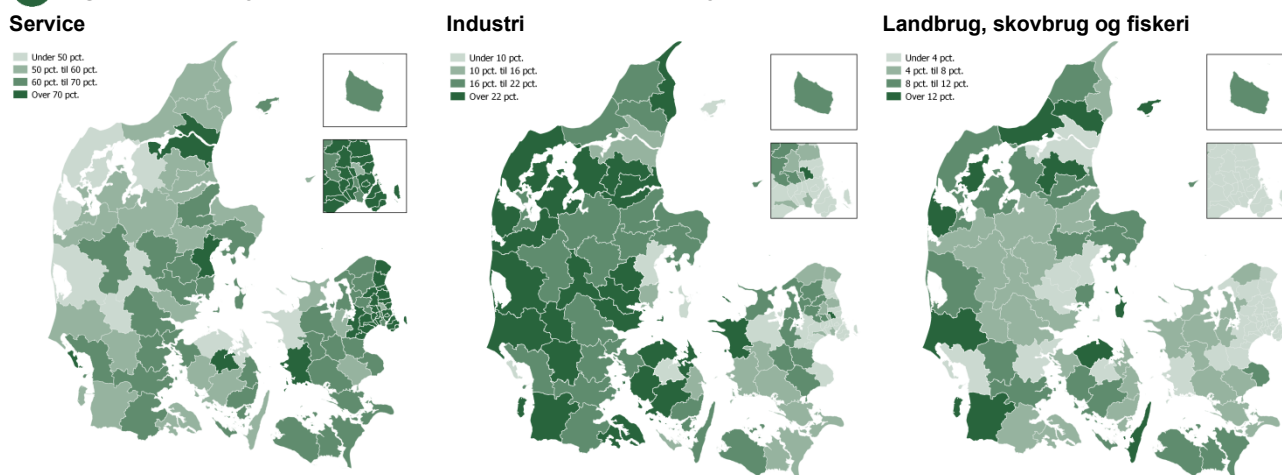 Service
Under 50 pct.
50 pct. til 60 pct.
60 pct. til 70 pct.
Over 70 pct.
Industri
Under 10 pct.
10 pct. til 16 pct.
16 pct. til 22 pct.
Over 22 pct.
Landbrug, skovbrug og fiskeri
Under 4 pct.
4 pct. til 8 pct.
8 pct. til 12 pct.
Over 12 pct.